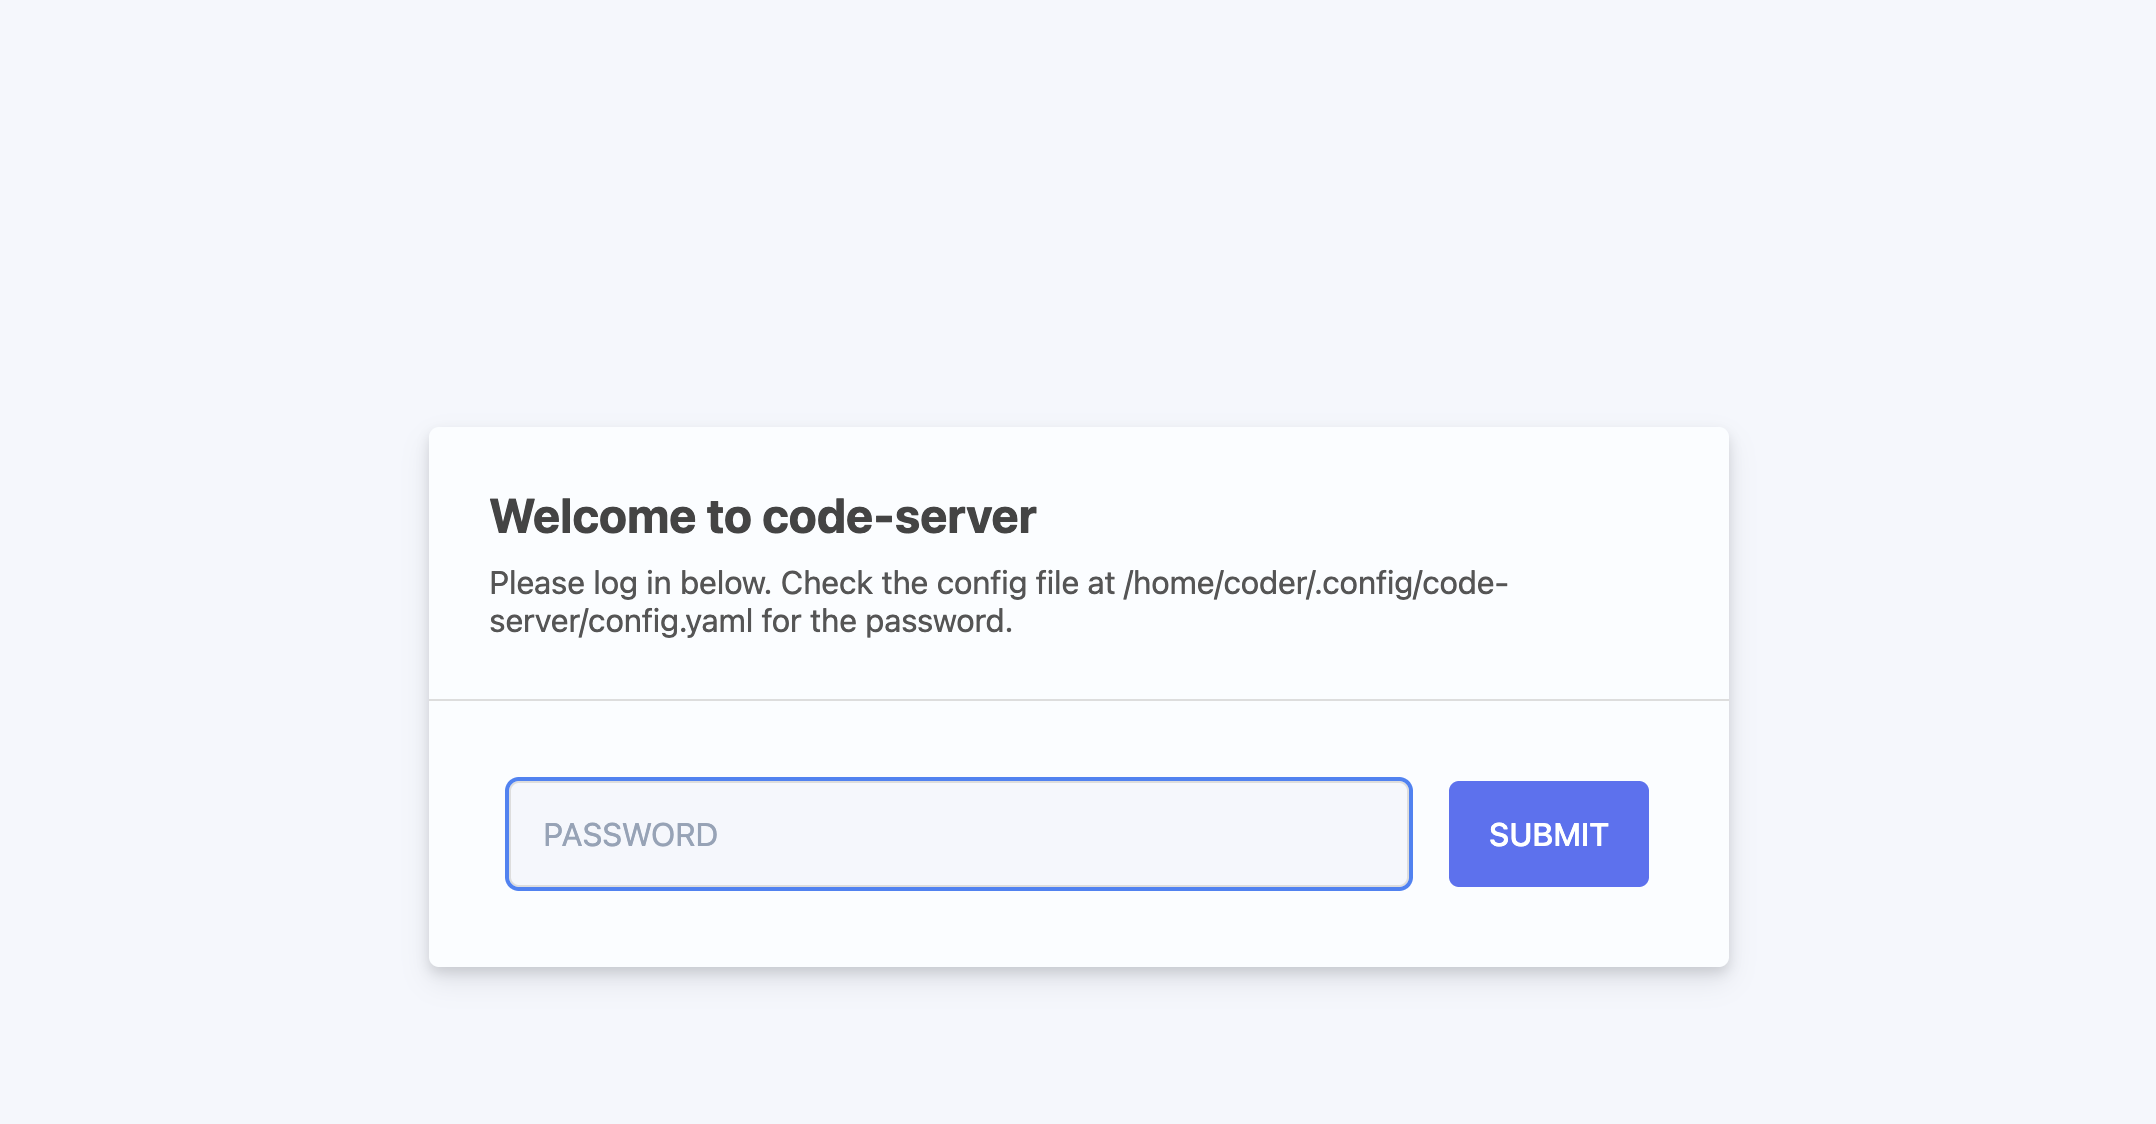 Welcome to code-server
Please log in below. Check the config file at /home/coder/.config/code-
server/config.yaml for the password.
PASSWORD
SUBMIT